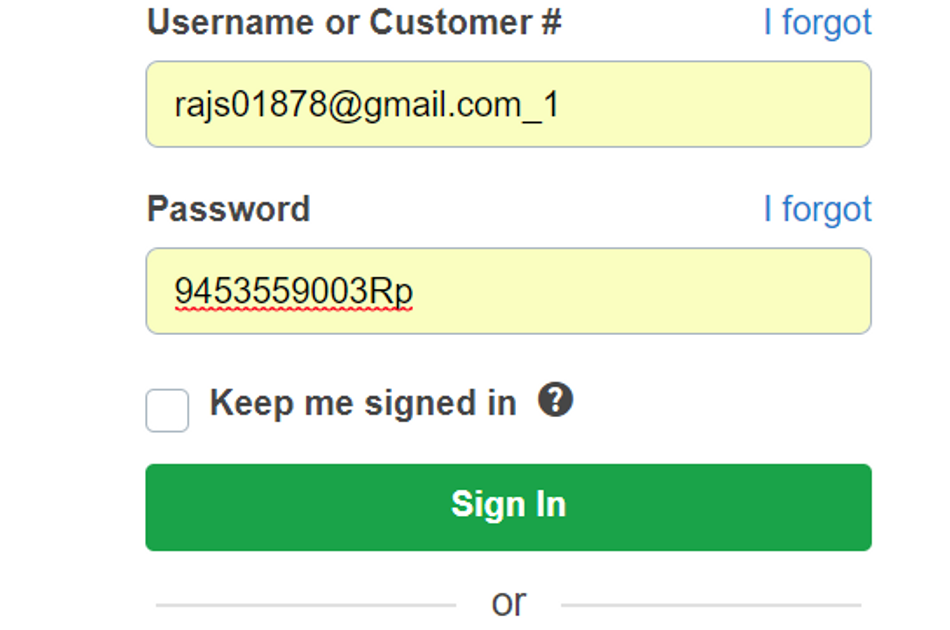 Username or Customer # I forgot
rajs01878@gmail.com_1
Password I forgot
9453559003Rp
Keep me signed in ?
Sign In
or